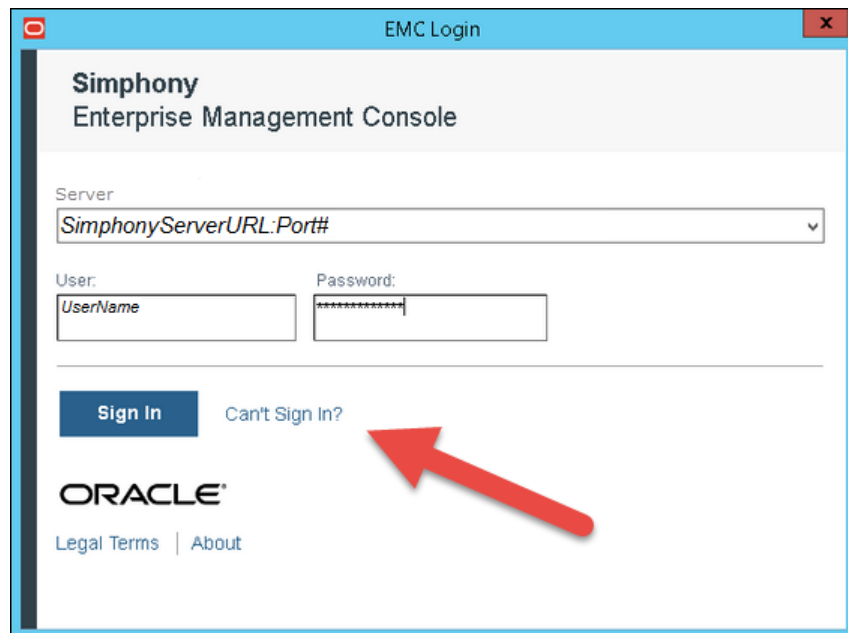 EMC Login
x
Simphony
Enterprise Management Console
Server
SimphonyServerURL:Port#
User: Password:
UserName *************
Sign In Can't Sign In?
ORACLE®
Legal Terms | About